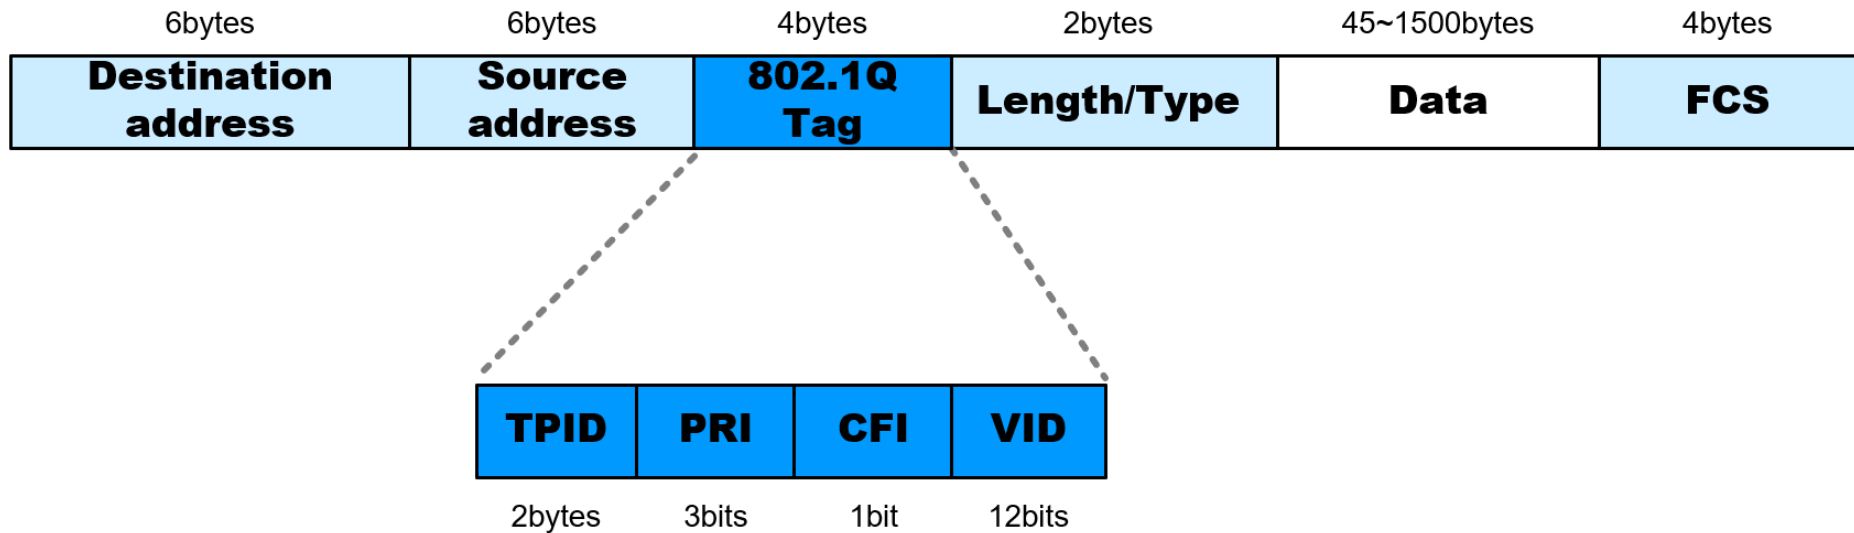 6bytes 6bytes 4bytes 2bytes 45~1500bytes 4bytes
Destination address
Source address
802.1Q Tag
Length/Type
Data
FCS
TPID PRI CFI VID
2bytes 3bits 1bit 12bits